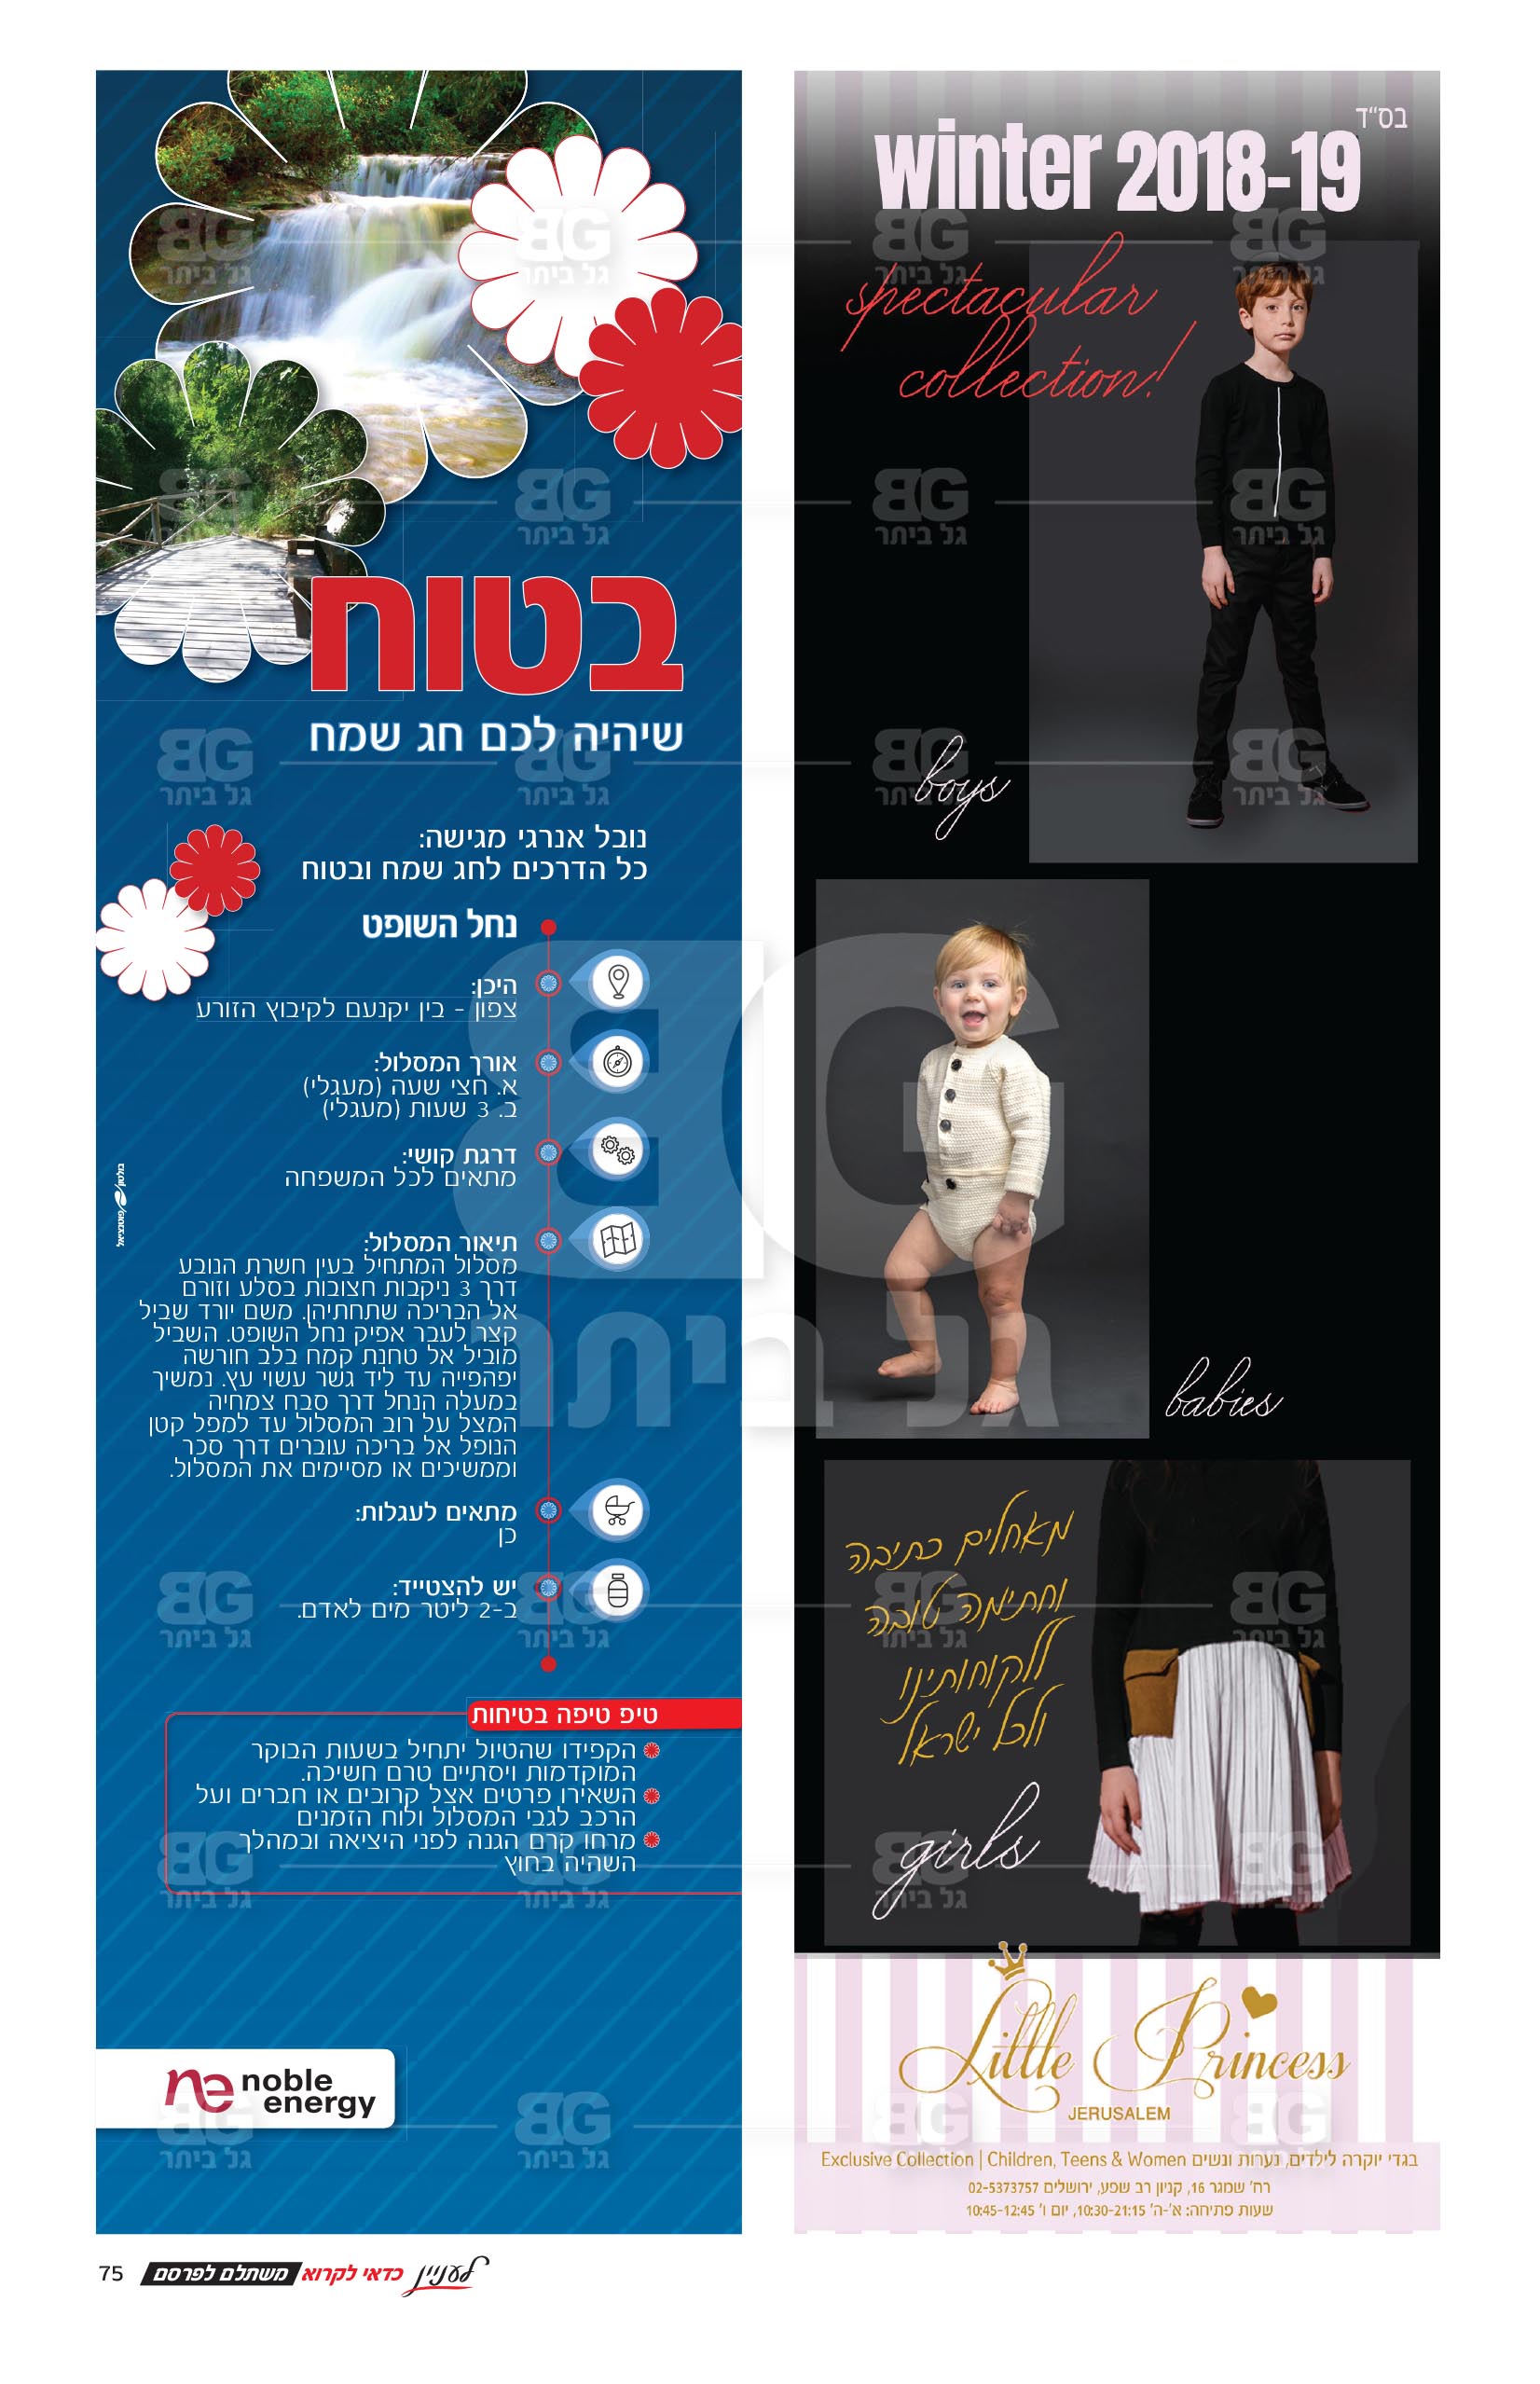 בס"ד
winter 2018-19
spectacular
collection!
boys
babies
מאחלים כתיבה
וחתימה טובה
ללקוחותינו
ולכל ישראל
girls
Little Princess
JERUSALEM
בגדי יוקרה לילדים, נערות ונשים Exclusive Collection | Children, Teens & Women
רח' שמגר 16, קניון רב שפע, ירושלים 02-5373757
שעות פתיחה: א'-ה' 10:30-21:15, יום ו' 10:45-12:45
בטוח
שיהיה לכם חג שמח
נובל אנרגי מגישה:
כל הדרכים לחג שמח ובטוח
נחל השופט
היכן:
צפון - בין יקנעם לקיבוץ הזורע
אורך המסלול:
א. חצי שעה (מעגלי)
ב. 3 שעות (מעגלי)
דרגת קושי:
מתאים לכל המשפחה
תיאור המסלול:
מסלול המתחיל בעין חשרת הנובע
דרך 3 ניקבות חצובות בסלע וזורם
אל הבריכה שתחתיהן. משם יורד שביל
קצר לעבר אפיק נחל השופט. השביל
מוביל אל טחנת קמח בלב חורשה
יפהפייה עד ליד גשר עשוי עץ. נמשיך
במעלה הנחל דרך סבח צמחיה
המצל על רוב המסלול עד למפל קטן
הנופל אל בריכה עוברים דרך סכר
וממשיכים או מסיימים את המסלול.
מתאים לעגלות:
כן
יש להצטייד:
ב-2 ליטר מים לאדם.
טיפ טיפה בטיחות
הקפידו שהטיול יתחיל בשעות הבוקר
המוקדמות ויסתיים טרם חשיכה.
השאירו פרטים אצל קרובים או חברים ועל
הרכב לגבי המסלול ולוח הזמנים
מרחו קרם הגנה לפני היציאה ובמהלך
השהיה בחוץ
בולטון פוטנציאל
noble
energy
לעניין כדאי לקרוא משתלם לפרסם 75
BG
גל ביתר